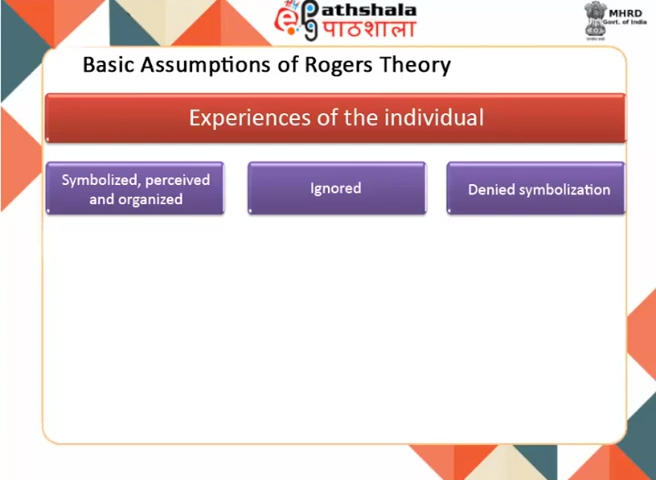 ePathshala
पाठशाला
MHRD
Govt. of India
Basic Assumptions of Rogers Theory
Experiences of the individual
Symbolized, perceived
and organized
Ignored
Denied symbolization